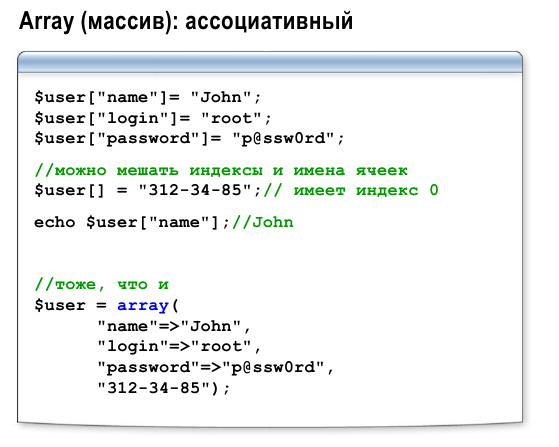 Array (массив): ассоциативный
$user["name"]= "John";
$user["login"]= "root";
$user["password"]= "p@ssw0rd";
//можно мешать индексы и имена ячеек
$user[] = "312-34-85";// имеет индекс 0
echo $user["name"];//John
//тоже, что и
$user = array(
"name"=>"John",
"login"=>"root",
"password"=>"p@ssw0rd",
"312-34-85");